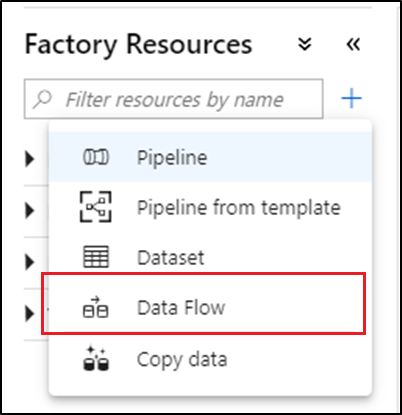 Factory Resources
Filter resources by name
Pipeline
Pipeline from template
Dataset
Data Flow
Copy data